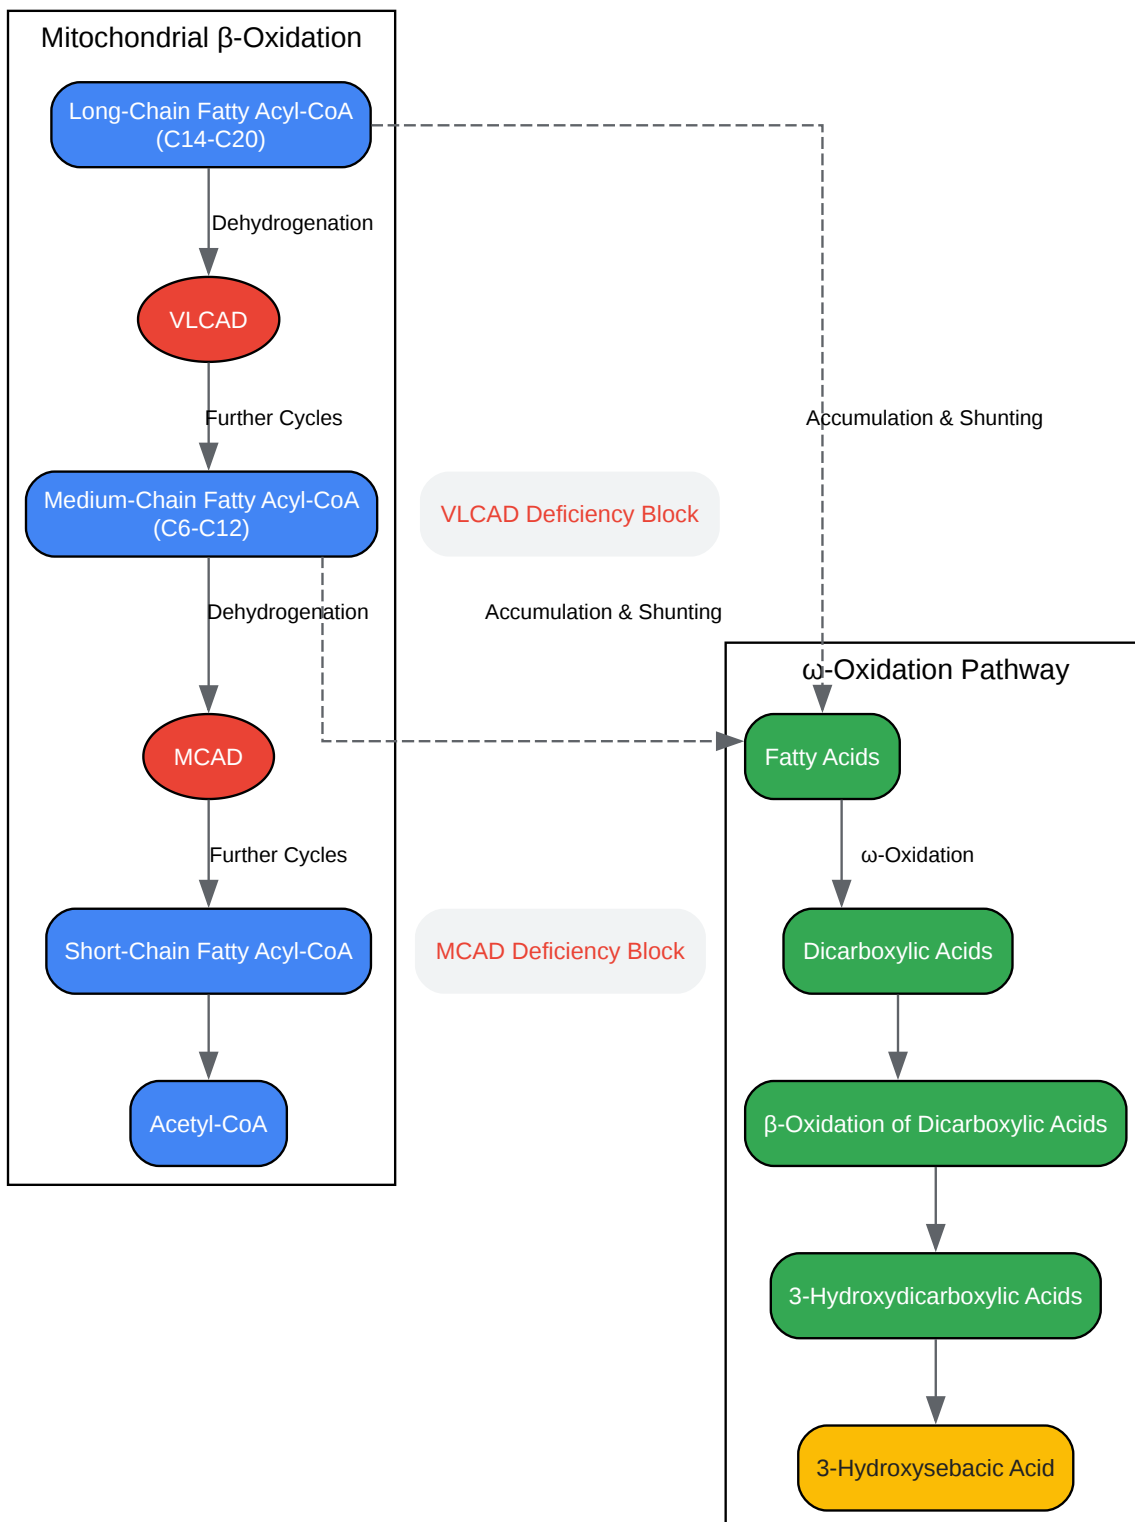 Mitochondrial β-Oxidation
Long-Chain Fatty Acyl-CoA
(C14-C20)
Dehydrogenation
VLCAD
Further Cycles
Accumulation & Shunting
Medium-Chain Fatty Acyl-CoA
(C6-C12)
VLCAD Deficiency Block
Dehydrogenation
Accumulation & Shunting
ω-Oxidation Pathway
MCAD
Fatty Acids
Further Cycles
ω-Oxidation
Short-Chain Fatty Acyl-CoA
MCAD Deficiency Block
Dicarboxylic Acids
Acetyl-CoA
β-Oxidation of Dicarboxylic Acids
3-Hydroxydicarboxylic Acids
3-Hydroxysebacic Acid